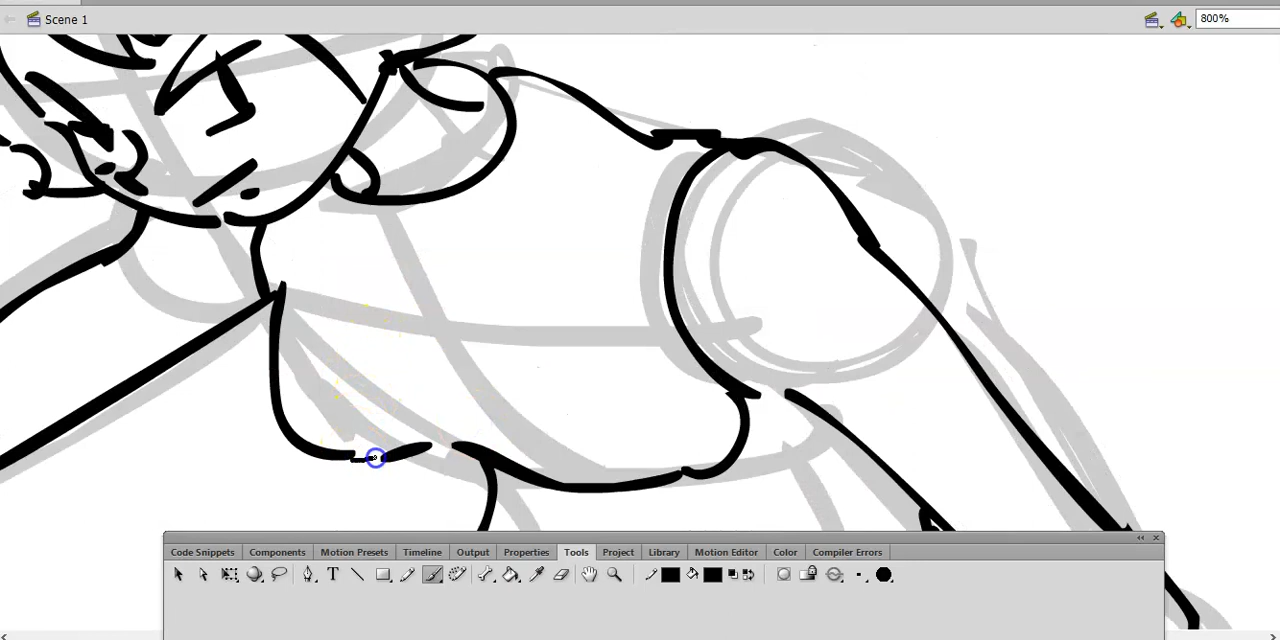 Scene 1
800%
Code Snippets Components Motion Presets Timeline Output Properties Tools Project Library Motion Editor Color Compiler Errors
T